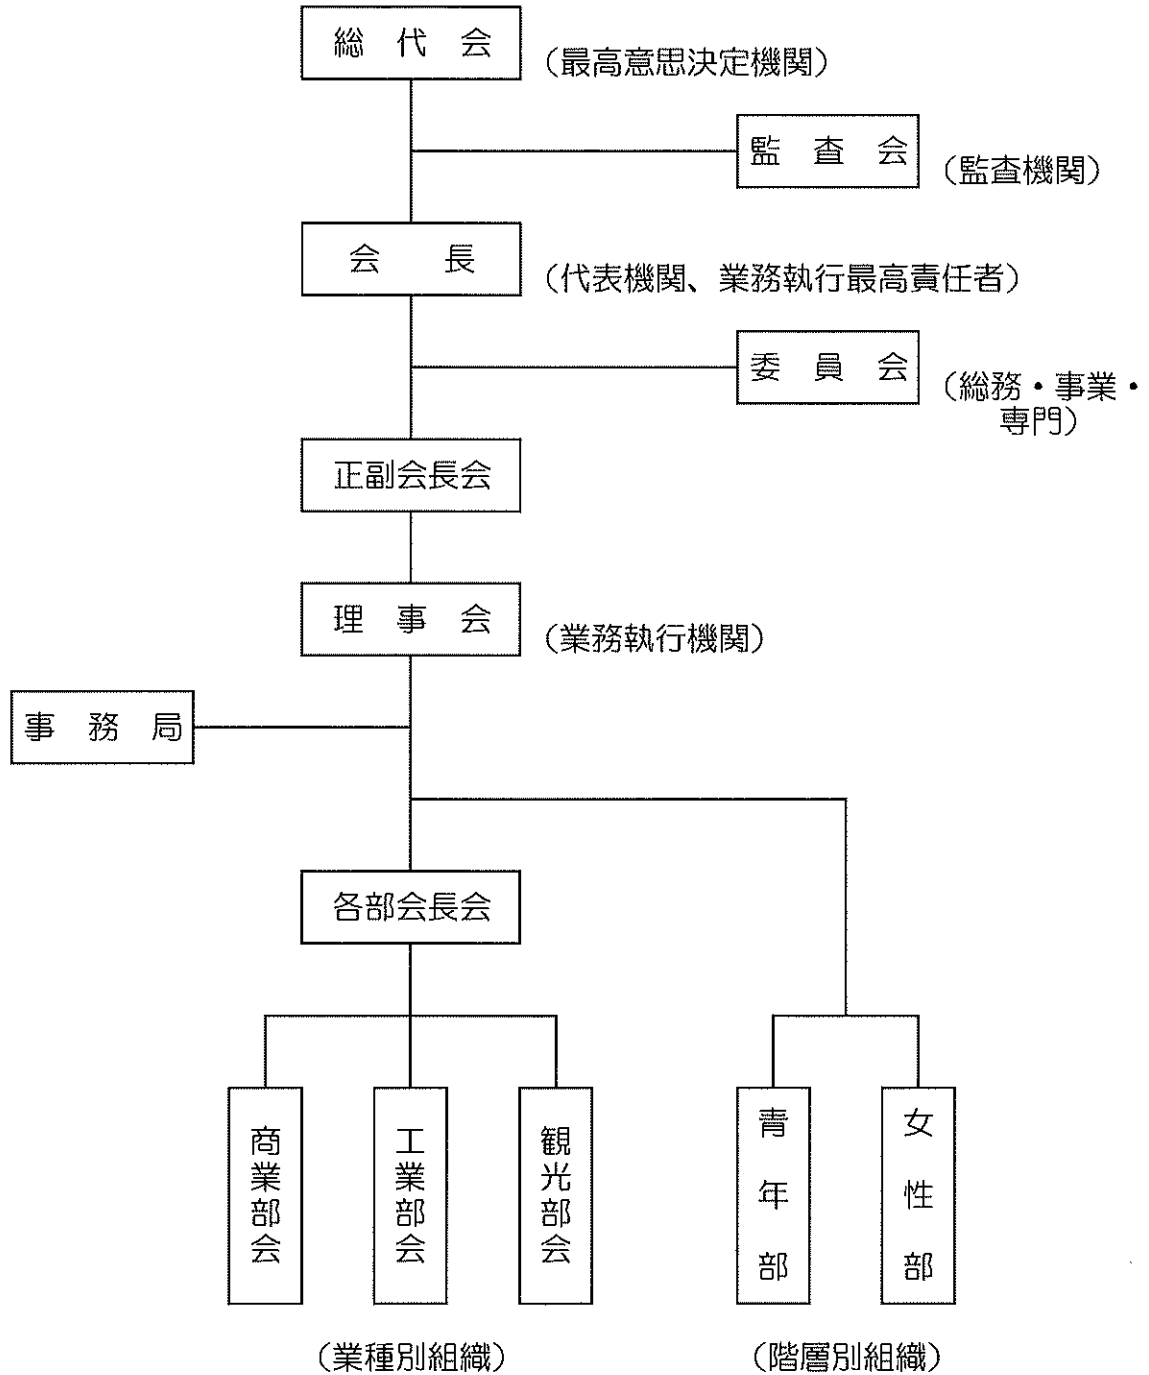 総代会
(最高意思決定機関)
監査会
(監査機関)
会長
(代表機関、業務執行最高責任者)
委員会
(総務・事業・
専門)
正副会長会
理事会
(業務執行機関)
事務局
各部会長会
商業部会
工業部会
観光部会
青年部
女性部
(業種別組織)
(階層別組織)